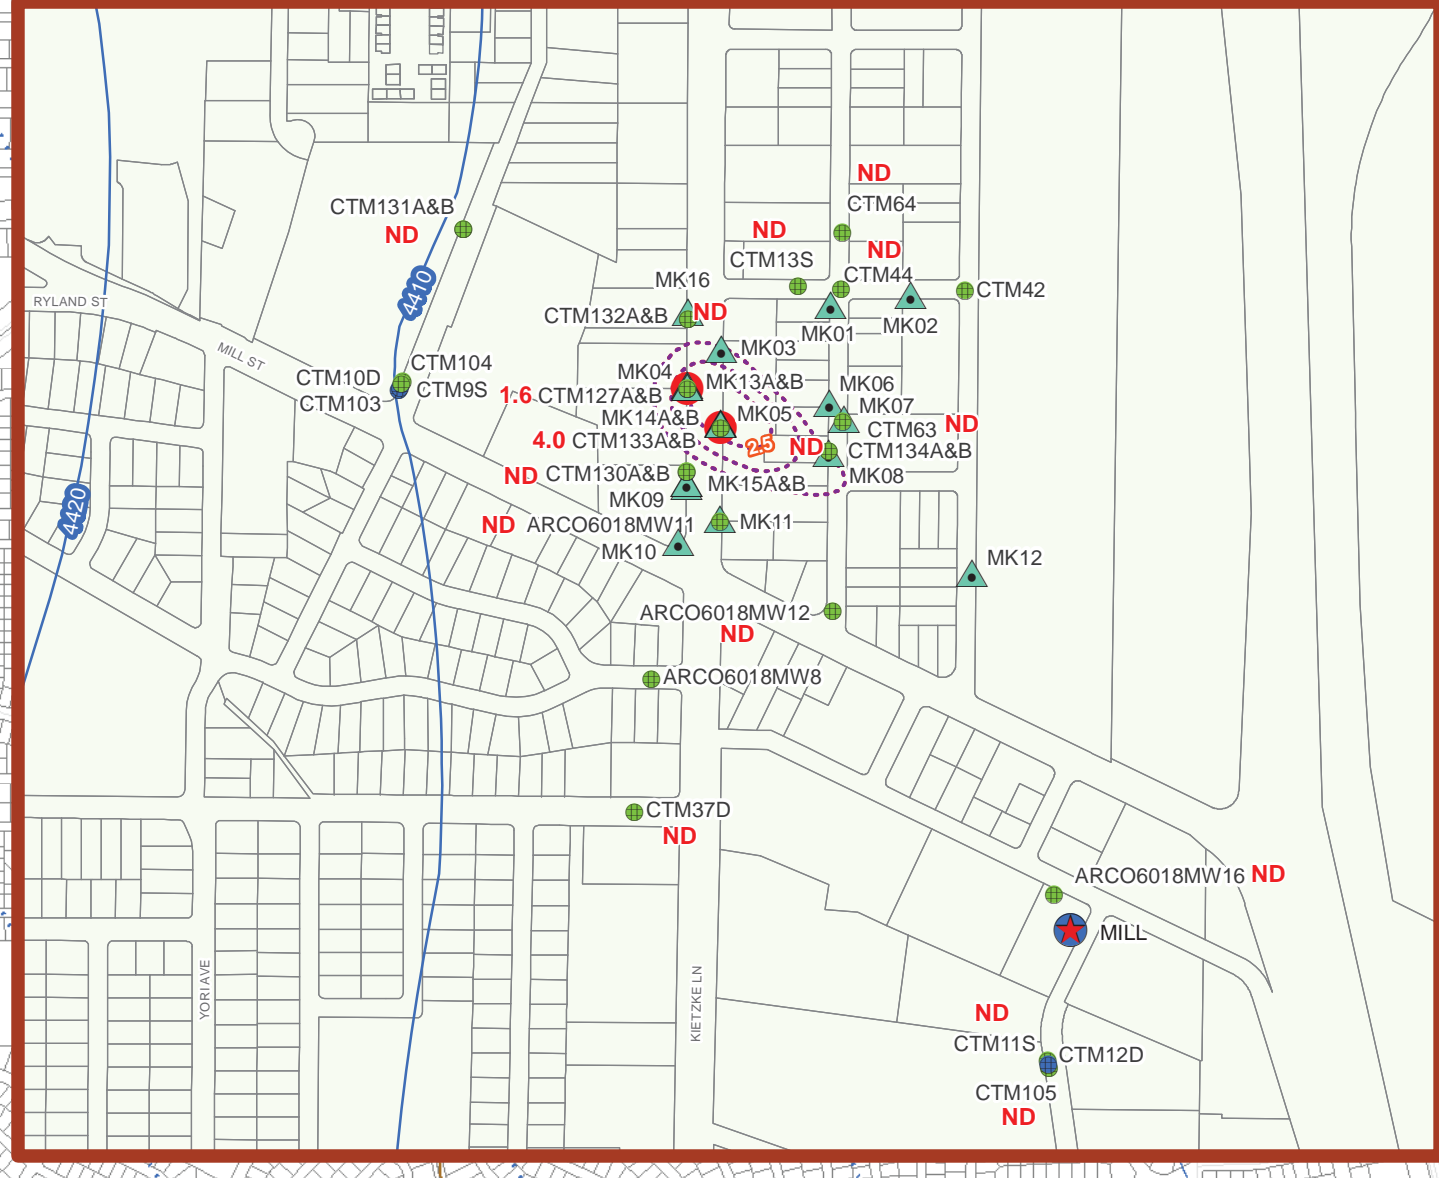 ND
CTM64
CTM131A&B
ND
ND
ND
CTM13S
CTM44
MK16
CTM42
4410
RYLAND ST
CTM132A&B
ND
MK01
MK02
MILL ST
MK03
CTM104
MK04
CTM10D
CTM9S
MK13A&B
MK06
CTM103
1.6 CTM127A&B
MK07
MK14A&B
MK05
CTM63
ND
4.0 CTM133A&B
25
ND
CTM134A&B
ND
CTM130A&B
MK15A&B
MK08
MK09
4420
ND
ARCO6018MW11
MK11
MK10
MK12
ARCO6018MW12
ND
ARCO6018MW8
CTM37D
ND
ARCO6018MW16 ND
MILL
YORI AVE
KIETZKE LN
ND
CTM11S
CTM12D
CTM105
ND